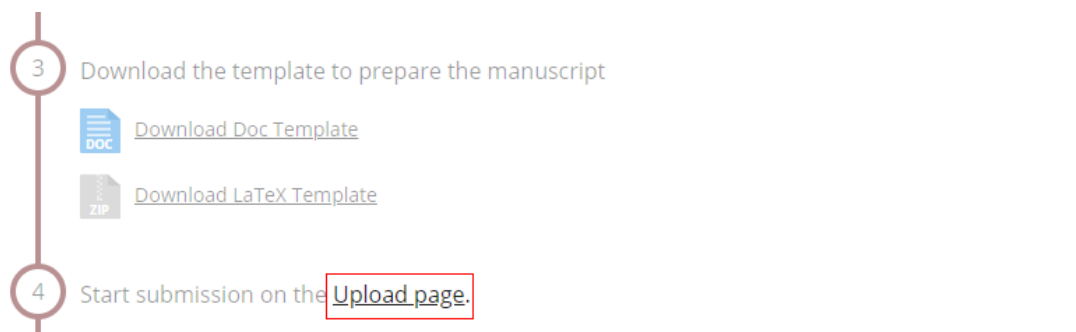 3 Download the template to prepare the manuscript
DOC Download Doc Template
ZIP Download LaTeX Template
4 Start submission on the Upload page.